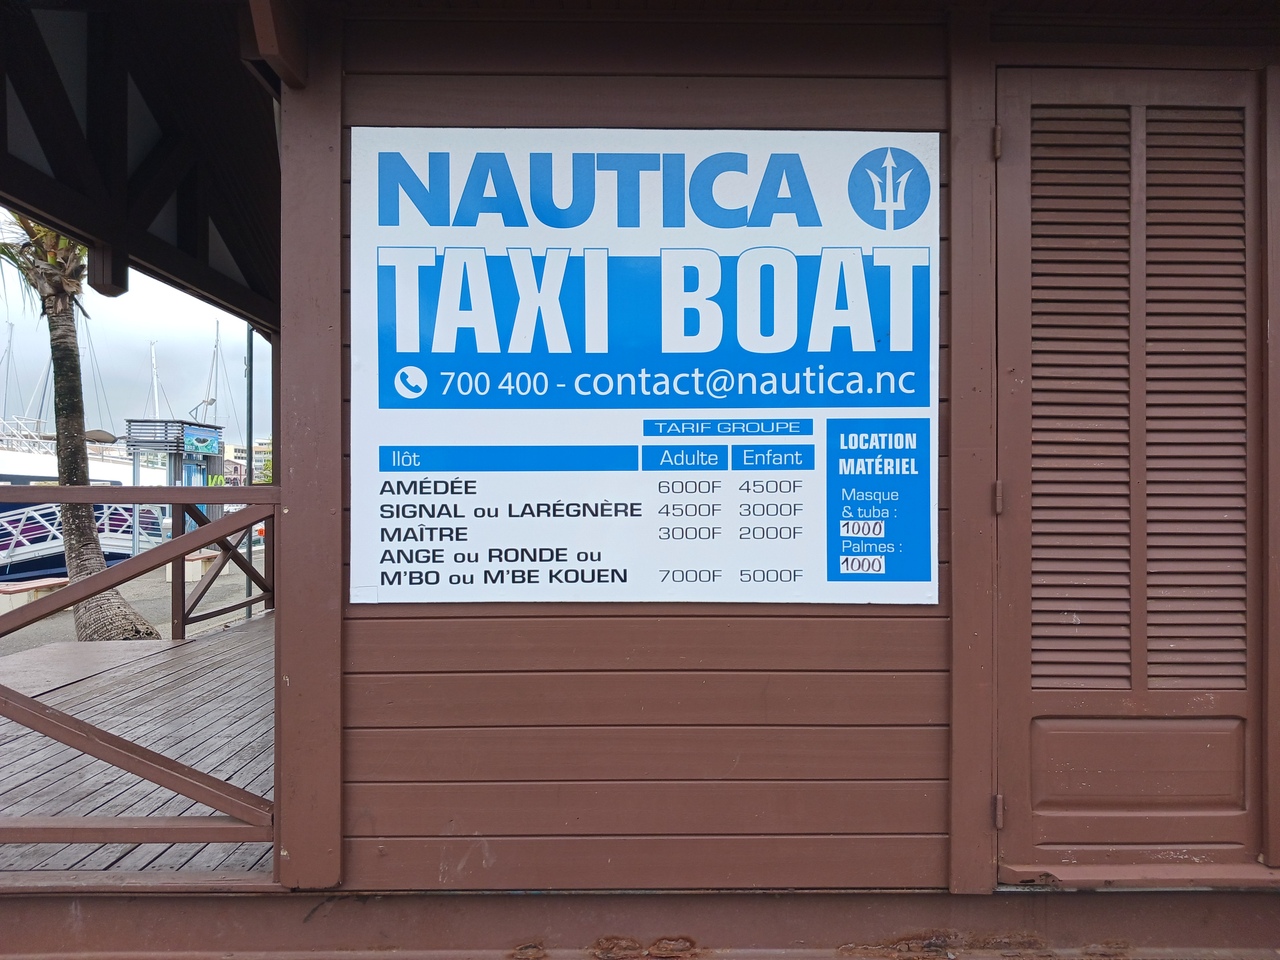 NAUTICA
TAXI BOAT
700 400 - contact@nautica.nc
TARIF GROUPE
Ilôt Adulte Enfant
AMÉDÉE 6000F 4500F
SIGNAL ou LARÉGNÈRE 4500F 3000F
MAÎTRE 3000F 2000F
ANGE ou RONDE ou
M'BO ou M'BE KOUEN 7000F 5000F
LOCATION
MATÉRIEL
Masque
& tuba :
1000
Palmes :
1000